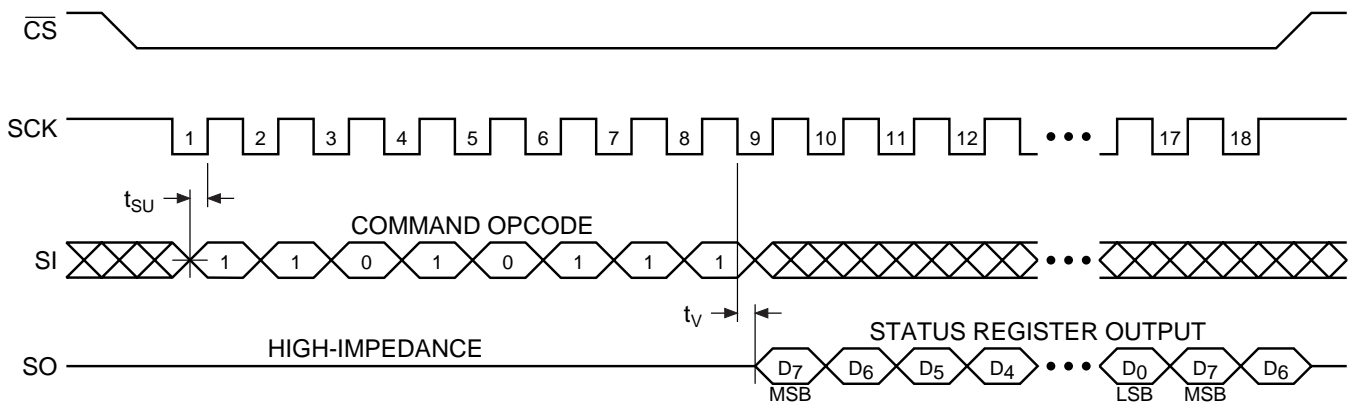 CS
SCK 1 2 3 4 5 6 7 8 9 10 11 12 ••• 17 18
tSU
COMMAND OPCODE
SI 1 1 0 1 0 1 1 1 •••
tV
HIGH-IMPEDANCE STATUS REGISTER OUTPUT
SO D7 D6 D5 D4 ••• D0 D7 D6
MSB LSB MSB